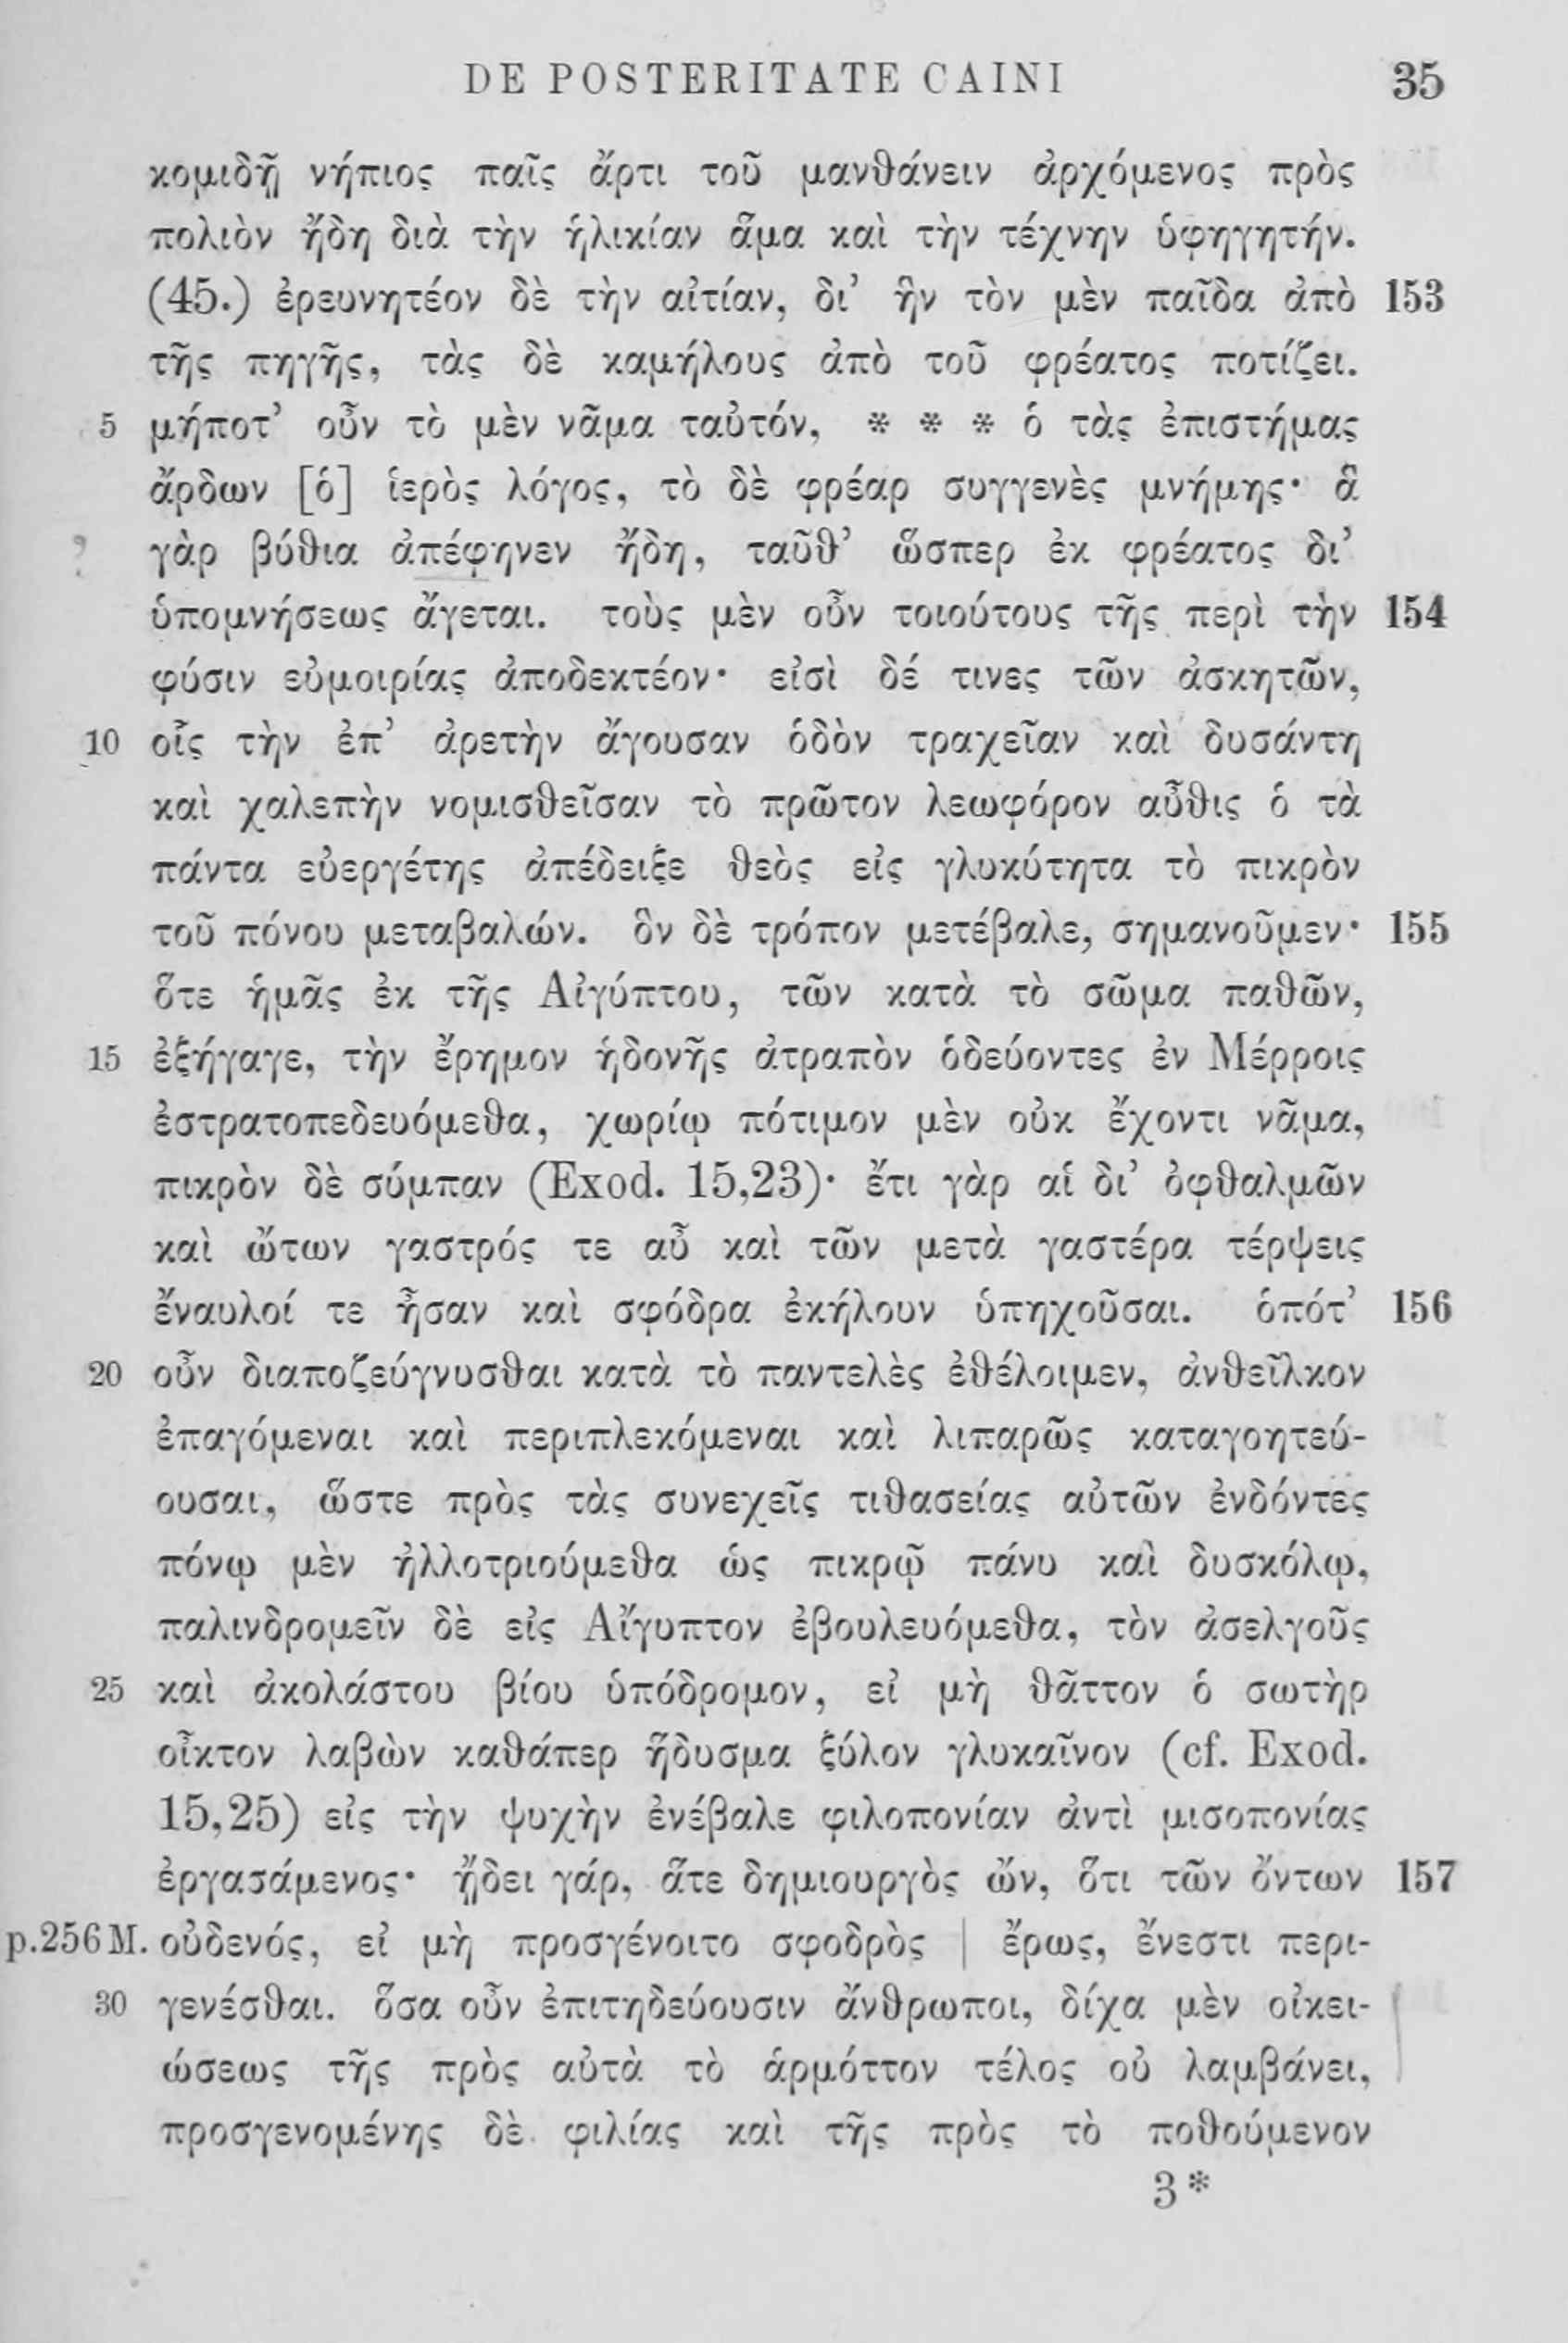 DE POSTERITATE CAINI 35
κομιδῇ νήπιος παῖς ἄρτι τοῦ μανθάνειν ἀρχόμενος πρὸς
πολιὸν ἤδη διὰ τὴν ἡλικίαν ἅμα καὶ τὴν τέχνην ὑφηγητήν.
(45.) ἐρευνητέον δὲ τὴν αἰτίαν, δι’ ἣν τὸν μὲν παῖδα ἀπὸ 153
τῆς πηγῆς, τὰς δὲ καμήλους ἀπὸ τοῦ φρέατος ποτίζει.
5 μήποτ’ οὖν τὸ μὲν νᾶμα ταὐτόν, * * * ὁ τὰς ἐπιστήμας
ἄρδων [ὁ] ἱερὸς λόγος, τὸ δὲ φρέαρ συγγενὲς μνήμης· ἃ
γὰρ βύθια ἀπέφηνεν ἤδη, ταῦθ’ ὥσπερ ἐκ φρέατος δι’
ὑπομνήσεως ἄγεται. τοὺς μὲν οὖν τοιούτους τῆς περὶ τὴν 154
φύσιν εὐμοιρίας ἀποδεκτέον· εἰσὶ δέ τινες τῶν ἀσκητῶν,
10 οἷς τὴν ἐπ’ ἀρετὴν ἄγουσαν ὁδὸν τραχεῖαν καὶ δυσάντη
καὶ χαλεπὴν νομισθεῖσαν τὸ πρῶτον λεωφόρον αὖθις ὁ τὰ
πάντα εὐεργέτης ἀπέδειξε θεὸς εἰς γλυκύτητα τὸ πικρὸν
τοῦ πόνου μεταβαλών. ὃν δὲ τρόπον μετέβαλε, σημανοῦμεν· 155
ὅτε ἡμᾶς ἐκ τῆς Αἰγύπτου, τῶν κατὰ τὸ σῶμα παθῶν,
15 ἐξήγαγε, τὴν ἔρημον ἡδονῆς ἀτραπὸν ὁδεύοντες ἐν Μέρροις
ἐστρατοπεδευόμεθα, χωρίῳ πότιμον μὲν οὐκ ἔχοντι νᾶμα,
πικρὸν δὲ σύμπαν (Exod. 15,23)· ἔτι γὰρ αἱ δι’ ὀφθαλμῶν
καὶ ὤτων γαστρός τε αὖ καὶ τῶν μετὰ γαστέρα τέρψεις
ἔναυλοί τε ἦσαν καὶ σφόδρα ἐκήλουν ὑπηχοῦσαι. ὁπότ’ 156
20 οὖν διαποζεύγνυσθαι κατὰ τὸ παντελὲς ἐθέλοιμεν, ἀνθεῖλκον
ἐπαγόμεναι καὶ περιπλεκόμεναι καὶ λιπαρῶς καταγοητεύ-
ουσαι, ὥστε πρὸς τὰς συνεχεῖς τιθασείας αὐτῶν ἐνδόντες
πόνῳ μὲν ἠλλοτριούμεθα ὡς πικρῷ πάνυ καὶ δυσκόλῳ,
παλινδρομεῖν δὲ εἰς Αἴγυπτον ἐβουλευόμεθα, τὸν ἀσελγοῦς
25 καὶ ἀκολάστου βίου ὑπόδρομον, εἰ μὴ θᾶττον ὁ σωτὴρ
οἶκτον λαβὼν καθάπερ ἥδυσμα ξύλον γλυκαῖνον (cf. Exod.
15,25) εἰς τὴν ψυχὴν ἐνέβαλε φιλοπονίαν ἀντὶ μισοπονίας
ἐργασάμενος· ᾔδει γάρ, ἅτε δημιουργὸς ὤν, ὅτι τῶν ὄντων 157
p.256 M. οὐδενός, εἰ μὴ προσγένοιτο σφοδρὸς | ἔρως, ἔνεστι περι-
30 γενέσθαι. ὅσα οὖν ἐπιτηδεύουσιν ἄνθρωποι, δίχα μὲν οἰκει-
ώσεως τῆς πρὸς αὐτὰ τὸ ἁρμόττον τέλος οὐ λαμβάνει,
προσγενομένης δὲ φιλίας καὶ τῆς πρὸς τὸ ποθούμενον
3*